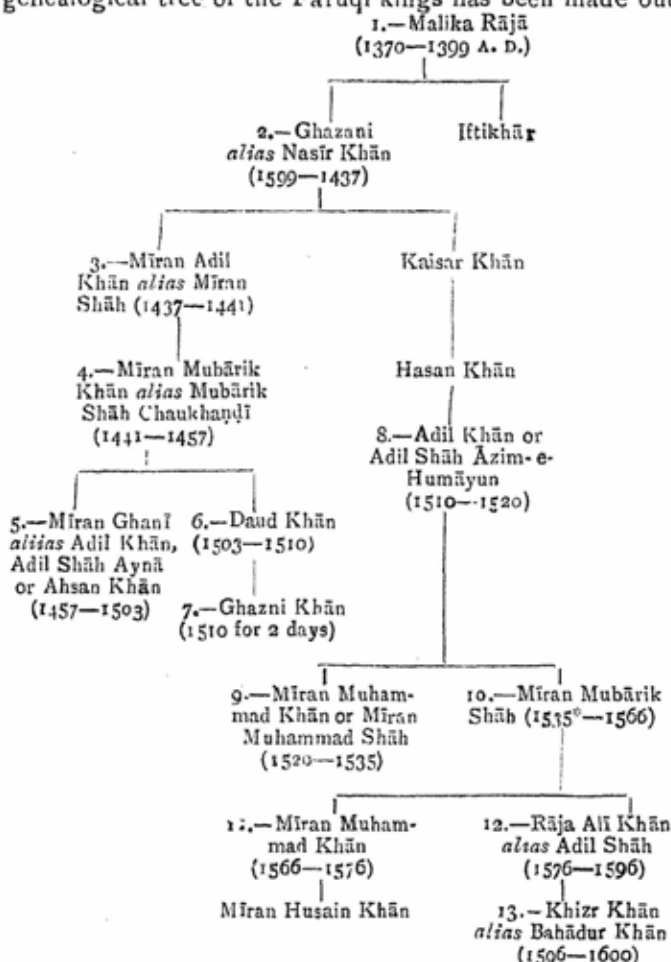 genealogical tree of the Faruqi kings has been made out
1.—Malika Rājā
(1370—1399 A. D.)
2.—Ghazani
alias Nasīr Khān
(1599—1437)
Iftikhār
3.—Mīran Adil
Khān alias Mīran
Shāh (1437—1441)
Kaisar Khān
4.—Mīran Mubārik
Khān alias Mubārik
Shāh Chaukhaṇḍī
(1441—1457)
Hasan Khān
8.—Adil Khān or
Adil Shāh Āzim-e-
Humāyun
(1510—1520)
5.—Mīran Ghanī
aliias Adil Khān,
Adil Shāh Aynā
or Ahsan Khān
(1457—1503)
6.—Daud Khān
(1503—1510)
7.—Ghazni Khān
(1510 for 2 days)
9.—Mīran Muham-
mad Khān or Mīran
Muhammad Shāh
(1520—1535)
10.—Mīran Mubārik
Shāh (1535*—1566)
11.—Mīran Muham-
mad Khān
(1566—1576)
Mīran Husain Khān
12.—Rāja Alī Khān
alias Adil Shāh
(1576—1596)
13.—Khizr Khān
alias Bahādur Khān
(1596—1600)